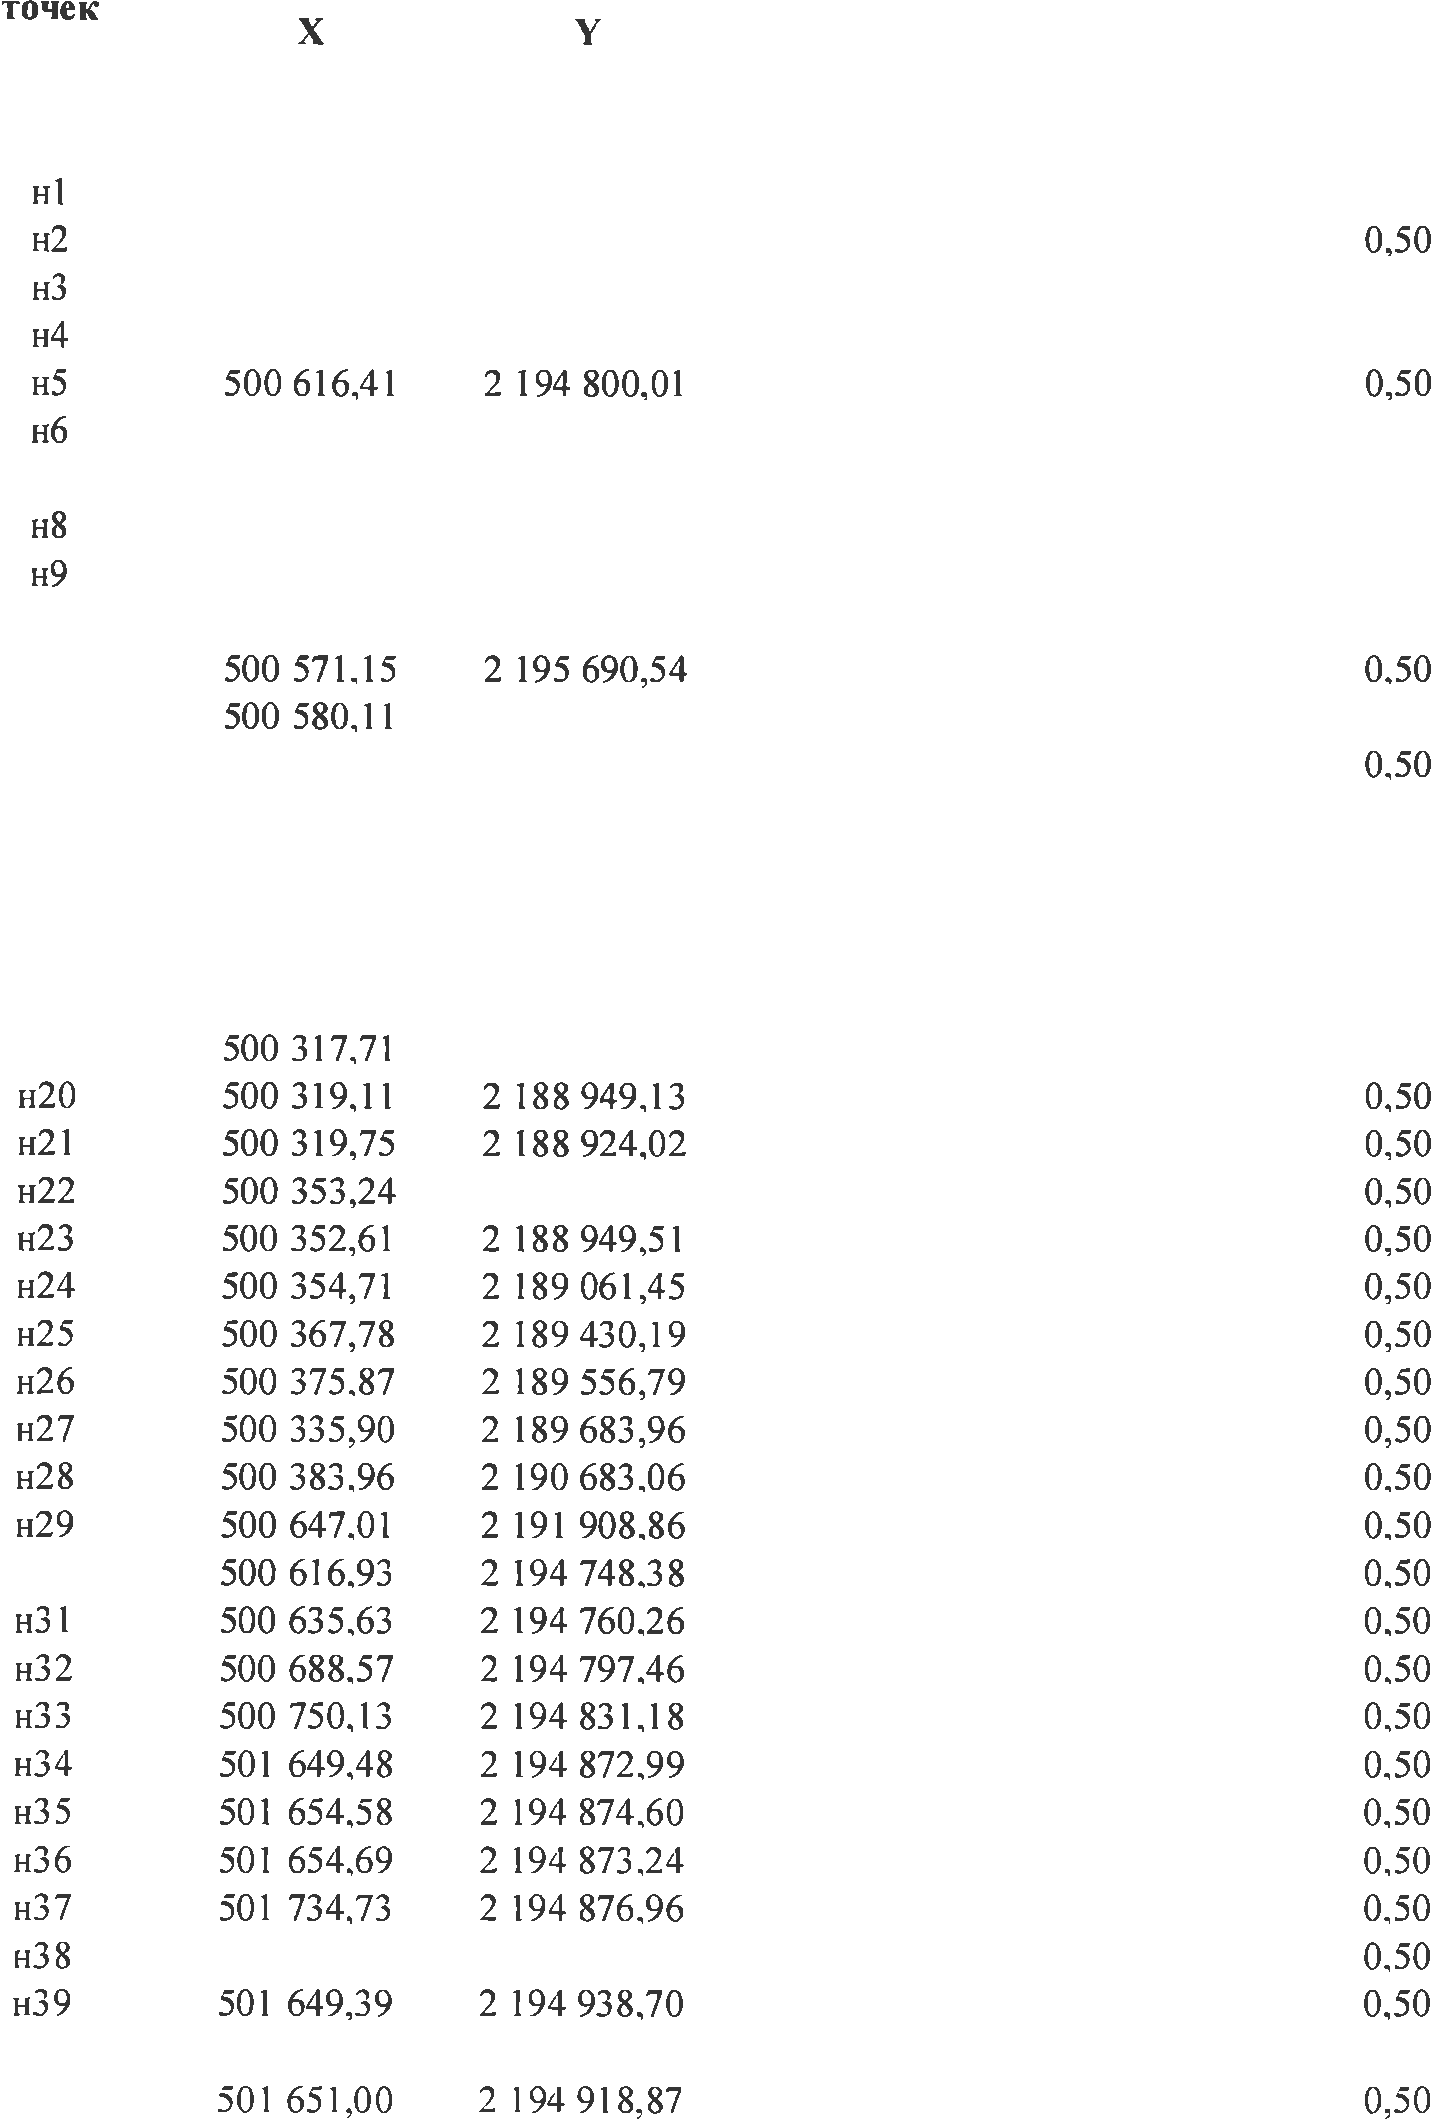 точек
X Y
н1
н2 0,50
н3
н4
н5 500 616,41 2 194 800,01 0,50
н6
н8
н9
500 571,15 2 195 690,54 0,50
500 580,11
0,50
500 317,71
н20 500 319,11 2 188 949,13 0,50
н21 500 319,75 2 188 924,02 0,50
н22 500 353,24 0,50
н23 500 352,61 2 188 949,51 0,50
н24 500 354,71 2 189 061,45 0,50
н25 500 367,78 2 189 430,19 0,50
н26 500 375,87 2 189 556,79 0,50
н27 500 335,90 2 189 683,96 0,50
н28 500 383,96 2 190 683,06 0,50
н29 500 647,01 2 191 908,86 0,50
500 616,93 2 194 748,38 0,50
н31 500 635,63 2 194 760,26 0,50
н32 500 688,57 2 194 797,46 0,50
н33 500 750,13 2 194 831,18 0,50
н34 501 649,48 2 194 872,99 0,50
н35 501 654,58 2 194 874,60 0,50
н36 501 654,69 2 194 873,24 0,50
н37 501 734,73 2 194 876,96 0,50
н38 0,50
н39 501 649,39 2 194 938,70 0,50
501 651,00 2 194 918,87 0,50